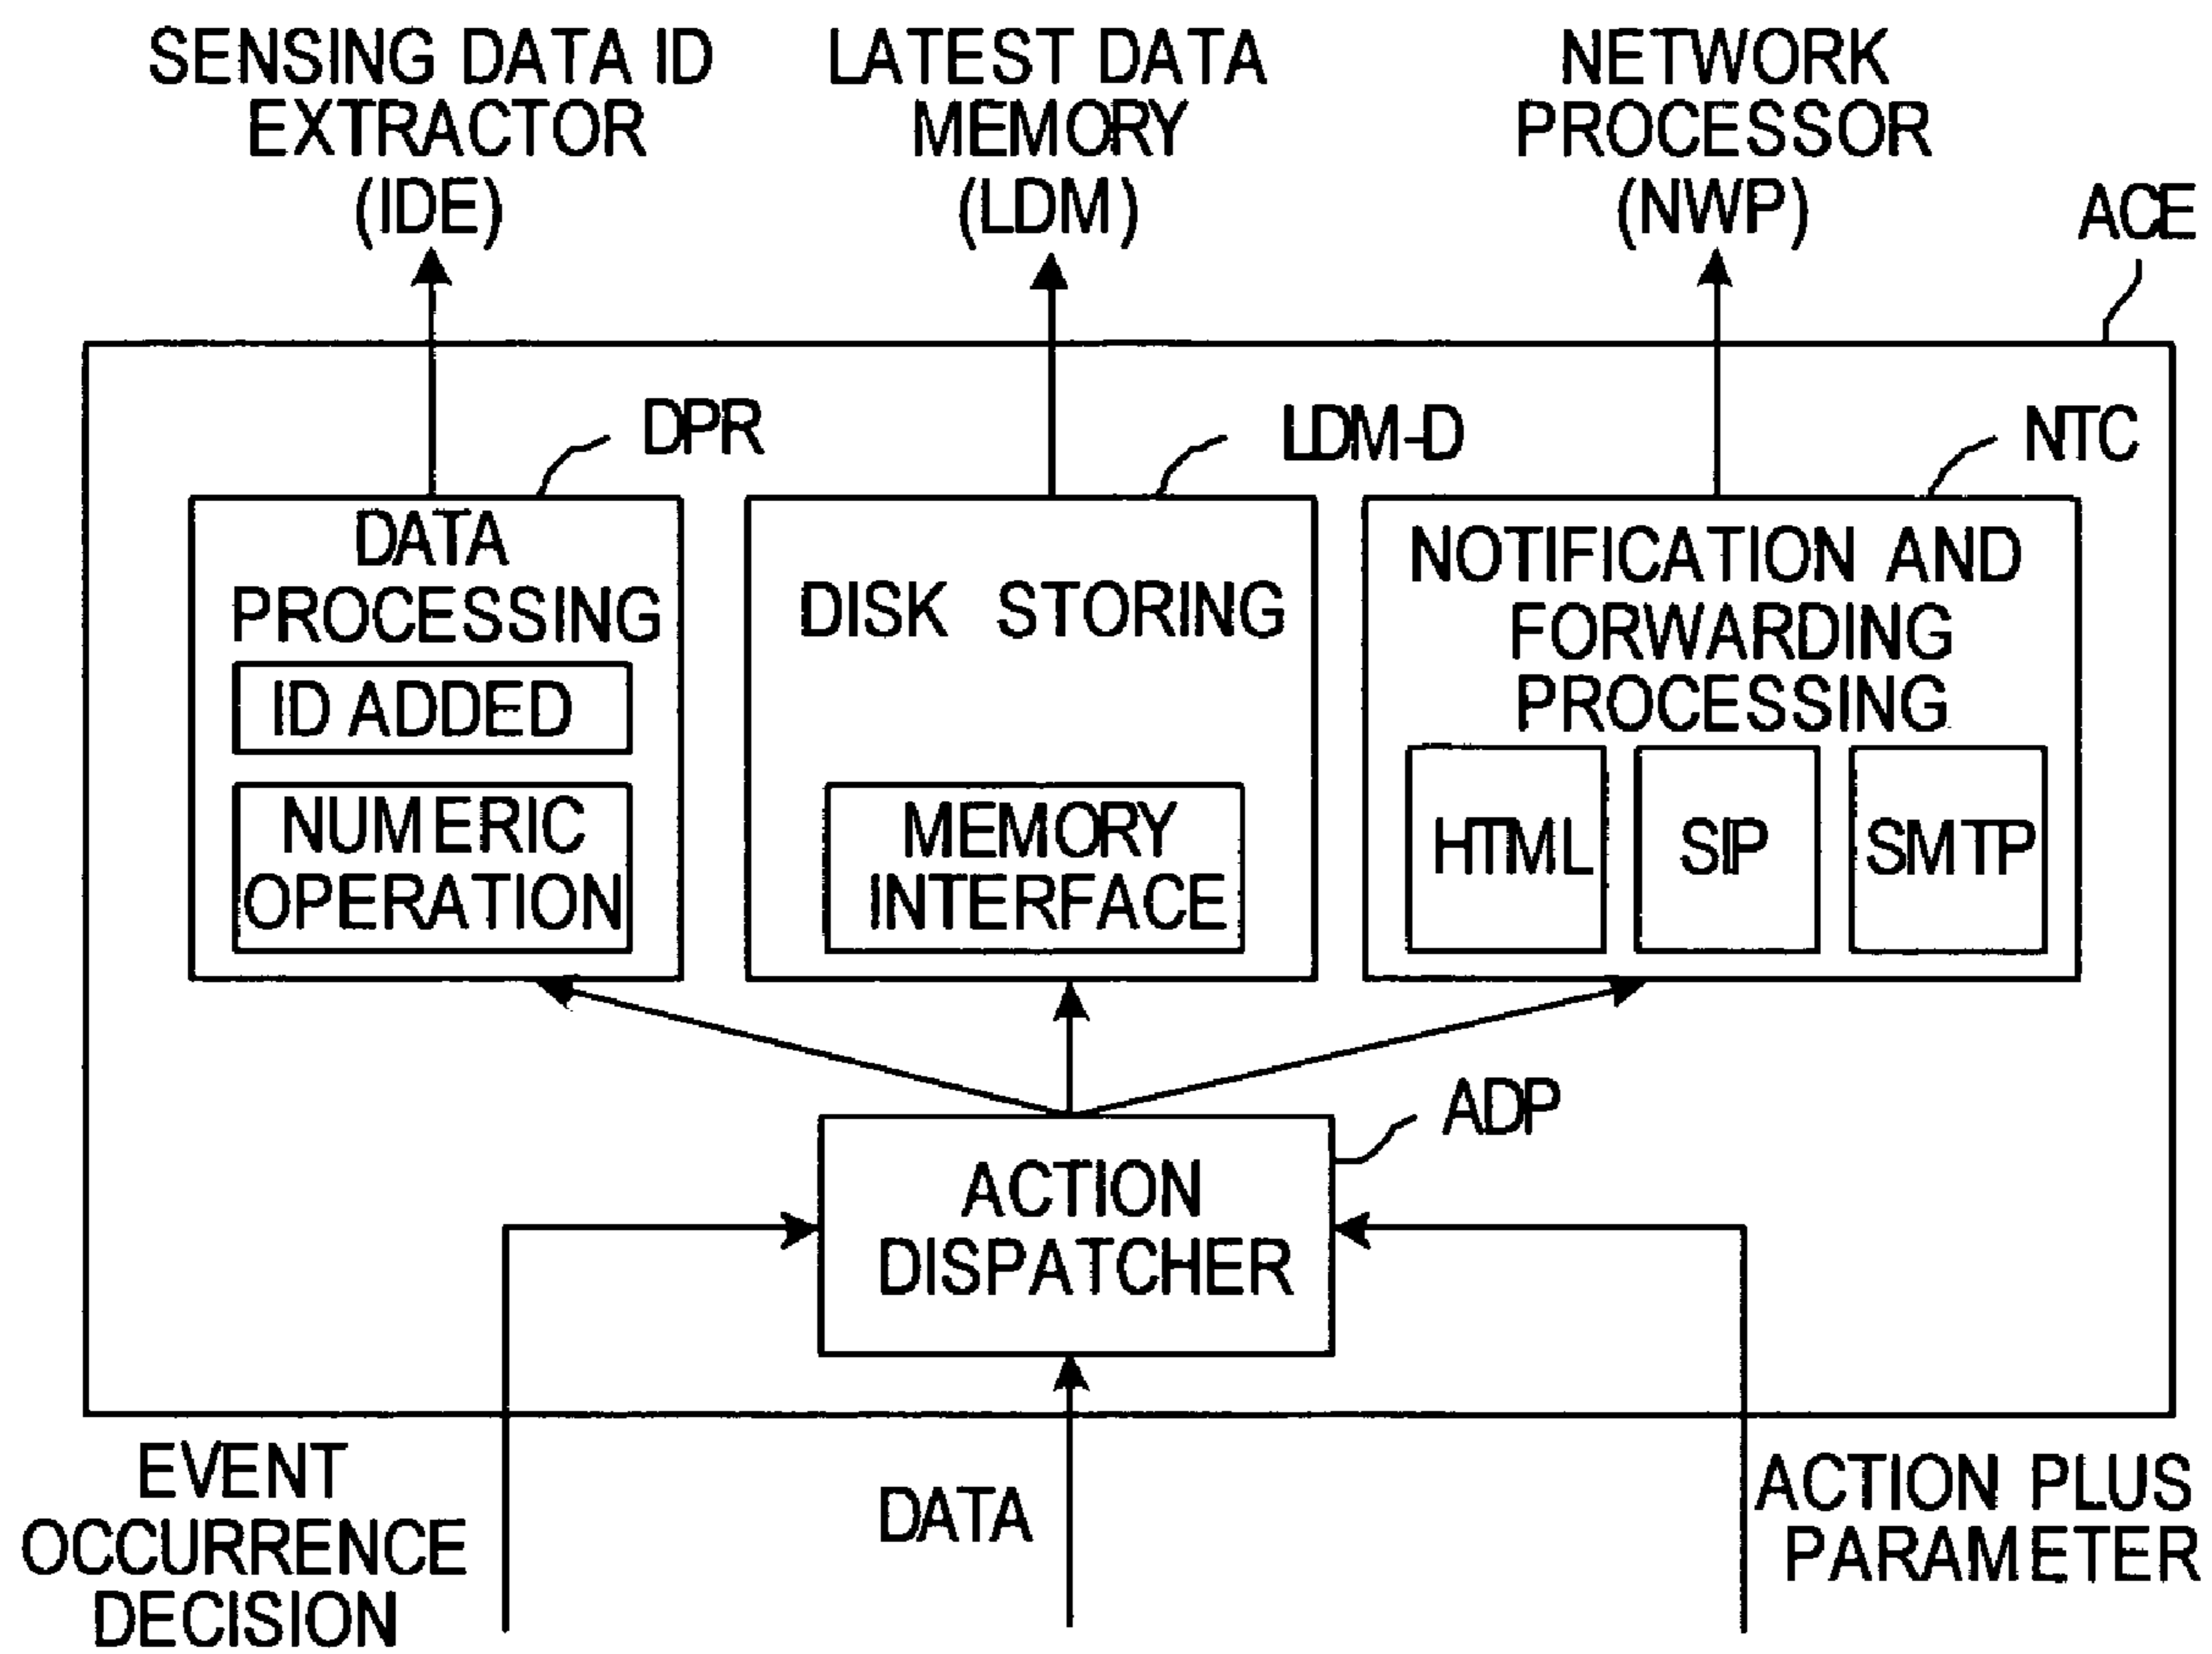 SENSING DATA ID
EXTRACTOR
(IDE)
LATEST DATA
MEMORY
(LDM)
NETWORK
PROCESSOR
(NWP)
ACE
DPR
LDM-D
NTC
DATA
PROCESSING
ID ADDED
NUMERIC
OPERATION
DISK STORING
MEMORY
INTERFACE
NOTIFICATION AND
FORWARDING
PROCESSING
HTML
SIP
SMTP
ADP
ACTION
DISPATCHER
EVENT
OCCURRENCE
DECISION
DATA
ACTION PLUS
PARAMETER